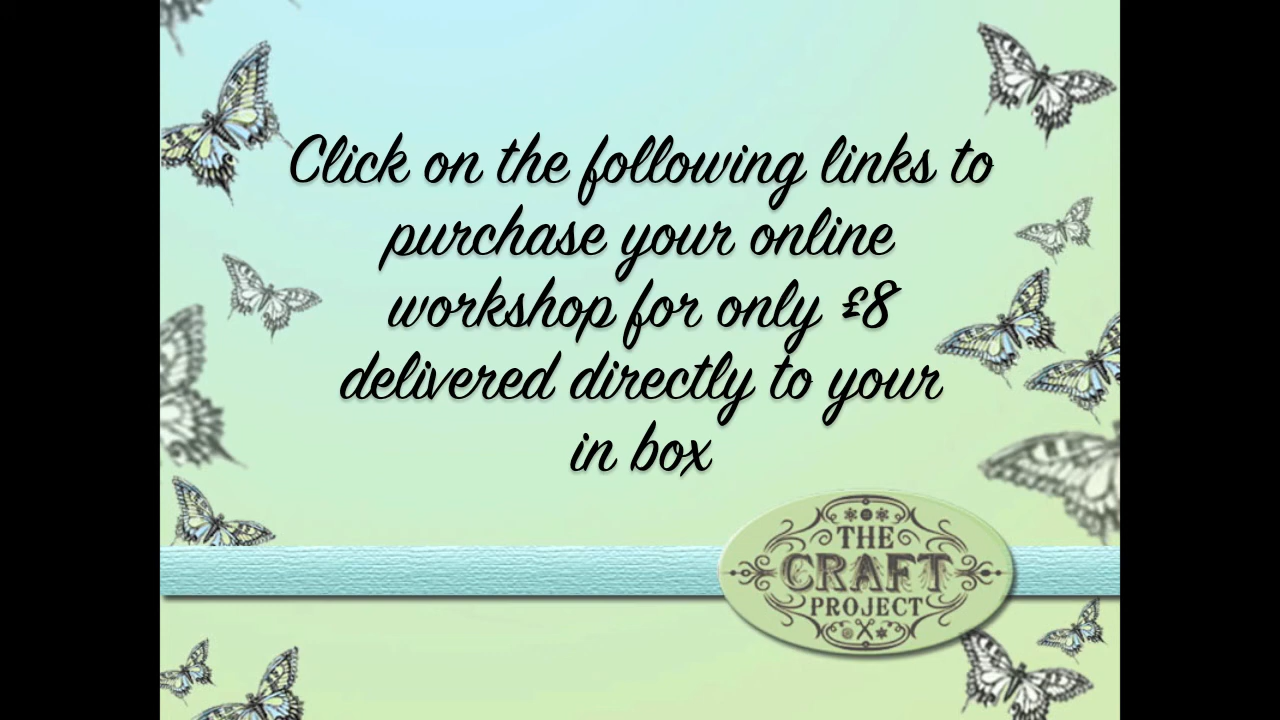 Click on the following links to
purchase your online
workshop for only £8
delivered directly to your
in box
THE
CRAFT
PROJECT